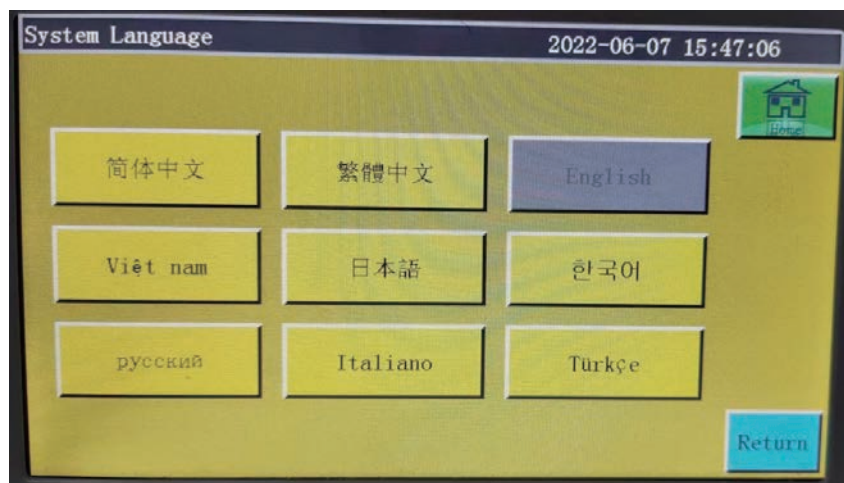 System Language
2022-06-07 15:47:06
Home
简体中文
繁體中文
English
Việt nam
日本語
한국어
русский
Italiano
Türkçe
Return